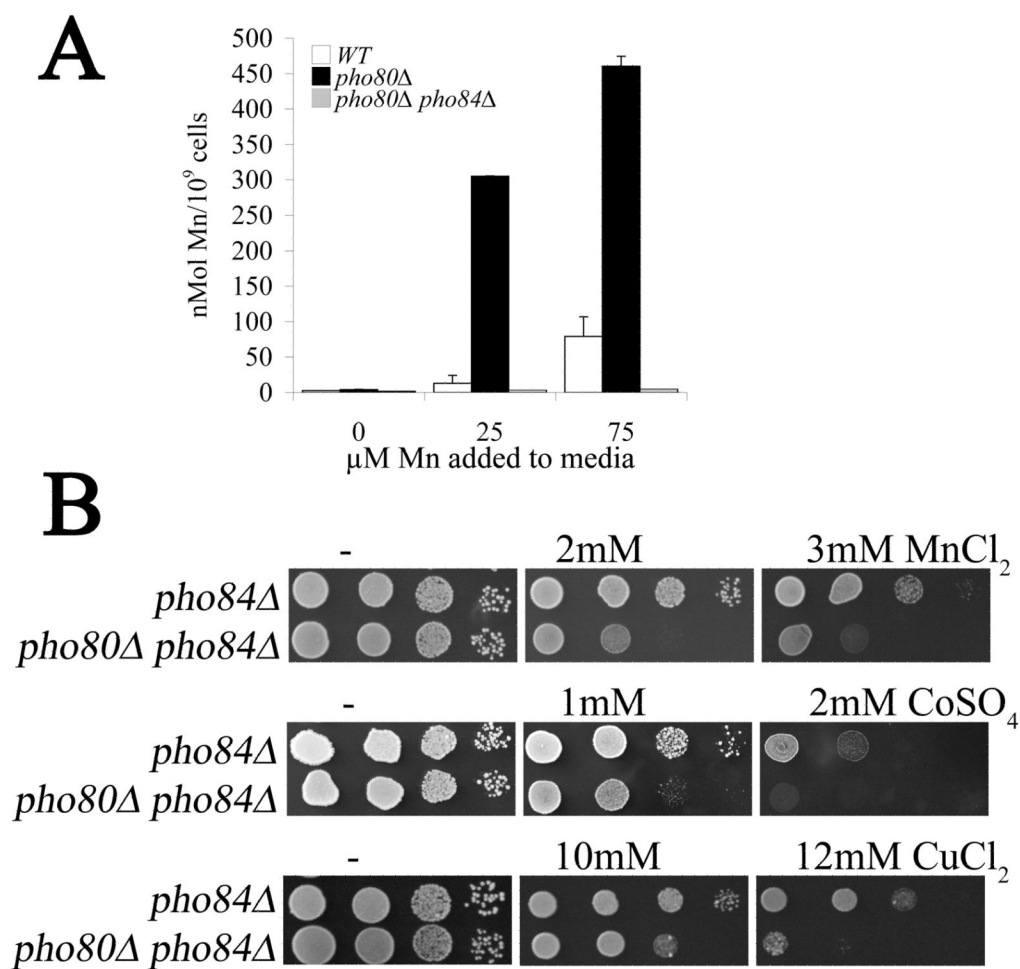 A
500
450
400
350
300
250
200
150
100
50
0
nMol Mn/10⁹ cells
WT
pho80Δ
pho80Δ pho84Δ
0 25 75
µM Mn added to media
B
- 2mM 3mM MnCl₂
pho84Δ
pho80Δ pho84Δ
- 1mM 2mM CoSO₄
pho84Δ
pho80Δ pho84Δ
- 10mM 12mM CuCl₂
pho84Δ
pho80Δ pho84Δ